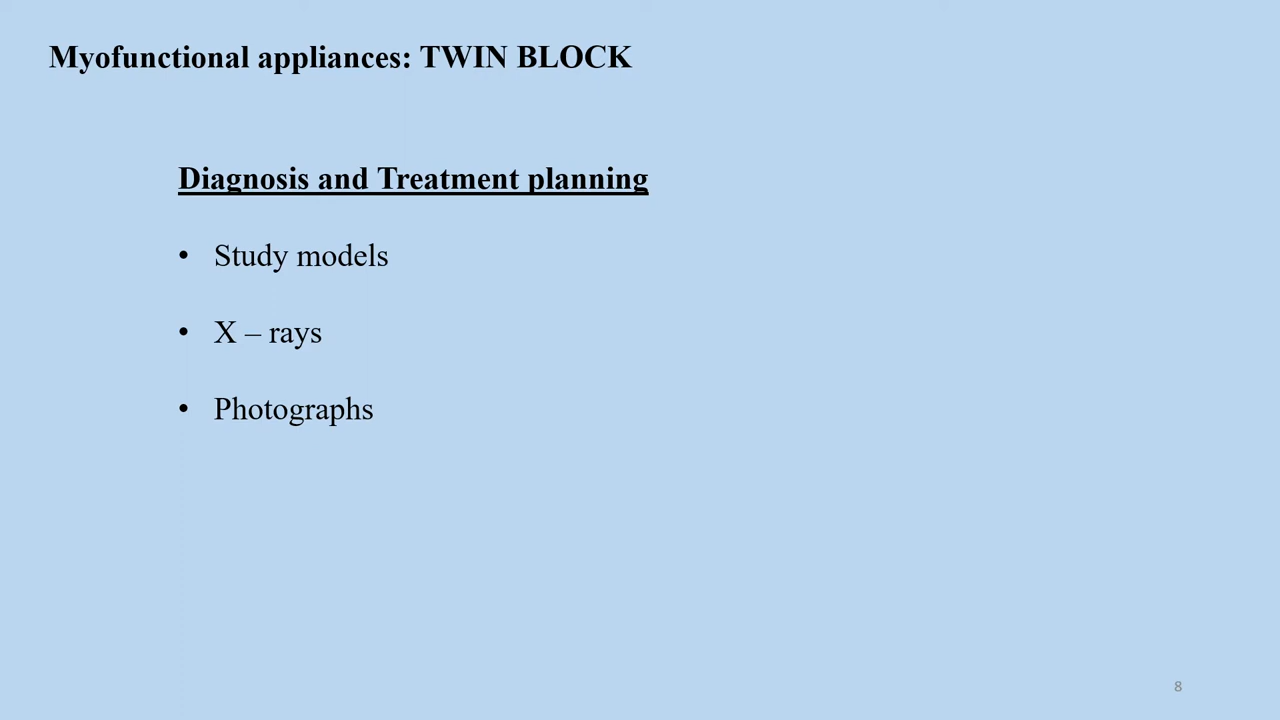 Myofunctional appliances: TWIN BLOCK
Diagnosis and Treatment planning
• Study models
• X – rays
• Photographs
8